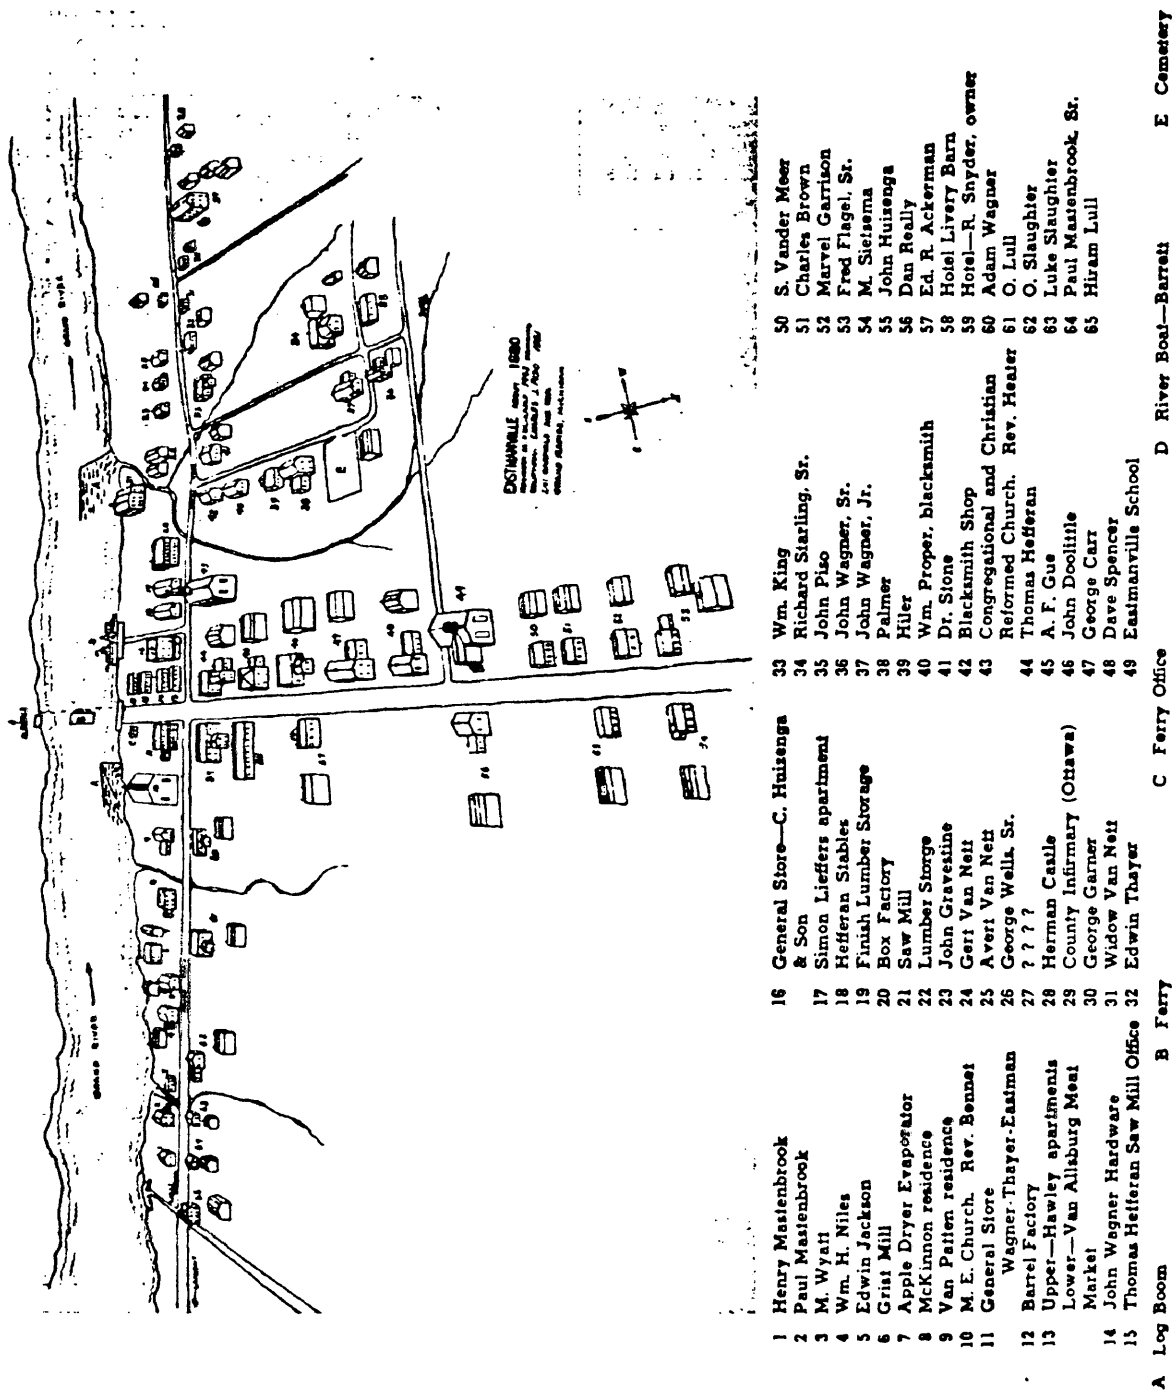 GRAND RIVER
GRAND RIVER
EASTMANVILLE ABOUT 1880
1 Henry Mastenbrook
2 Paul Mastenbrook
3 M. Wyatt
4 Wm. H. Niles
5 Edwin Jackson
6 Grist Mill
7 Apple Dryer Evaporator
8 McKinnon residence
9 Van Patten residence
10 M. E. Church. Rev. Bennet
11 General Store
Wagner-Thayer-Eastman
12 Barrel Factory
13 Upper—Hawley apartments
Lower—Van Allsburg Meat
Market
14 John Wagner Hardware
15 Thomas Hefferan Saw Mill Office
16 General Store—C. Huizenga
& Son
17 Simon Lieffers apartment
18 Hefferan Stables
19 Finish Lumber Storage
20 Box Factory
21 Saw Mill
22 Lumber Storge
23 John Gravestine
24 Gert Van Nett
25 Avert Van Nett
26 George Wells, Sr.
27 ? ? ? ?
28 Herman Castle
29 County Infirmary (Ottawa)
30 George Garner
31 Widow Van Nett
32 Edwin Thayer
33 Wm. King
34 Richard Starling, Sr.
35 John Piso
36 John Wagner, Sr.
37 John Wagner, Jr.
38 Palmer
39 Hiler
40 Wm. Proper, blacksmith
41 Dr. Stone
42 Blacksmith Shop
43 Congregational and Christian
Reformed Church. Rev. Heater
44 Thomas Hefferan
45 A. F. Gue
46 John Doolittle
47 George Carr
48 Dave Spencer
49 Eastmanville School
50 S. Vander Meer
51 Charles Brown
52 Marvel Garrison
53 Fred Flagel, Sr.
54 M. Sietsema
55 John Huizenga
56 Dan Really
57 Ed. R. Ackerman
58 Hotel Livery Barn
59 Hotel—R. Snyder, owner
60 Adam Wagner
61 O. Lull
62 O. Slaughter
63 Luke Slaughter
64 Paul Mastenbrook, Sr.
65 Hiram Lull
A Log Boom B Ferry C Ferry Office D River Boat—Barrett E Cemetery